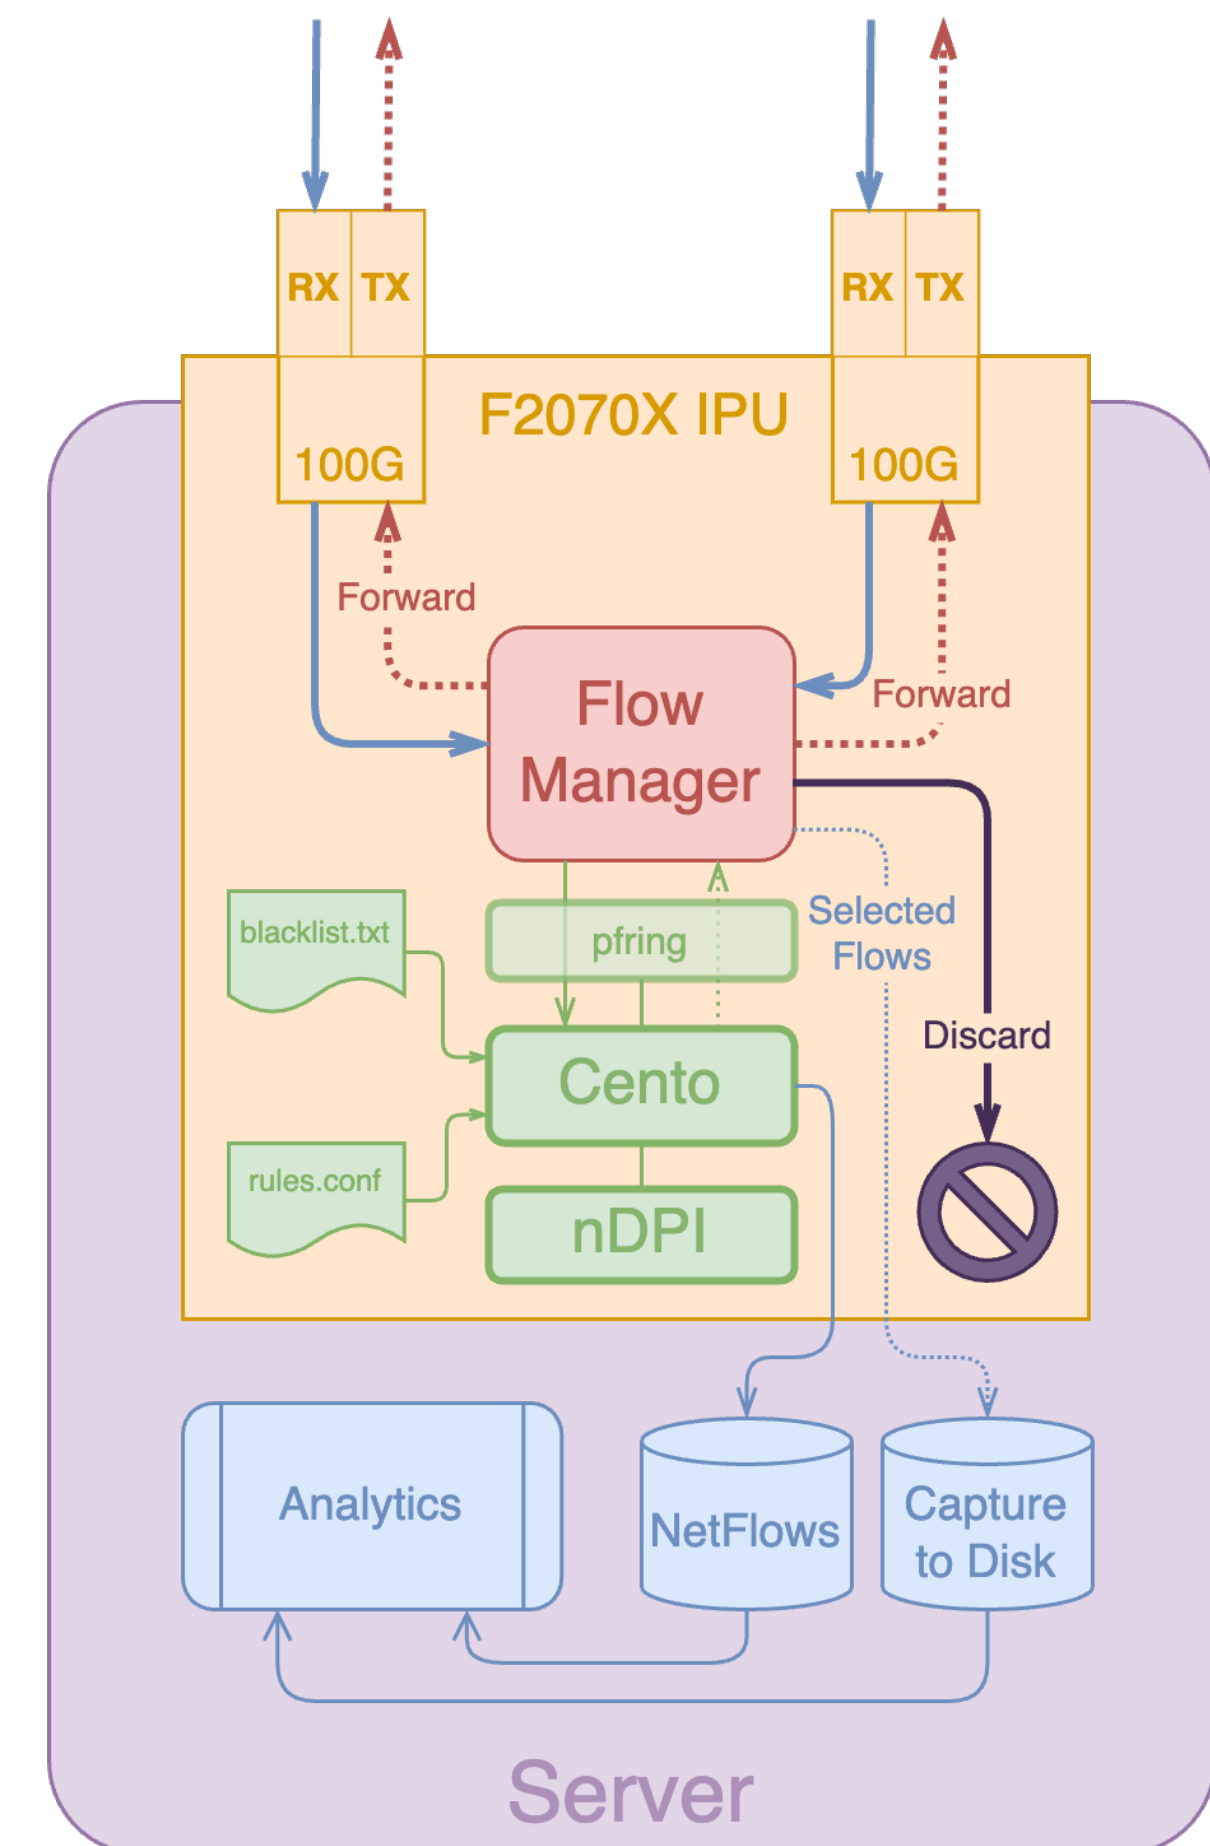 RX TX
RX TX
F2070X IPU
100G
100G
Forward
Forward
Flow
Manager
blacklist.txt
pfring
Selected
Flows
Discard
Cento
rules.conf
nDPI
Analytics
NetFlows
Capture
to Disk
Server